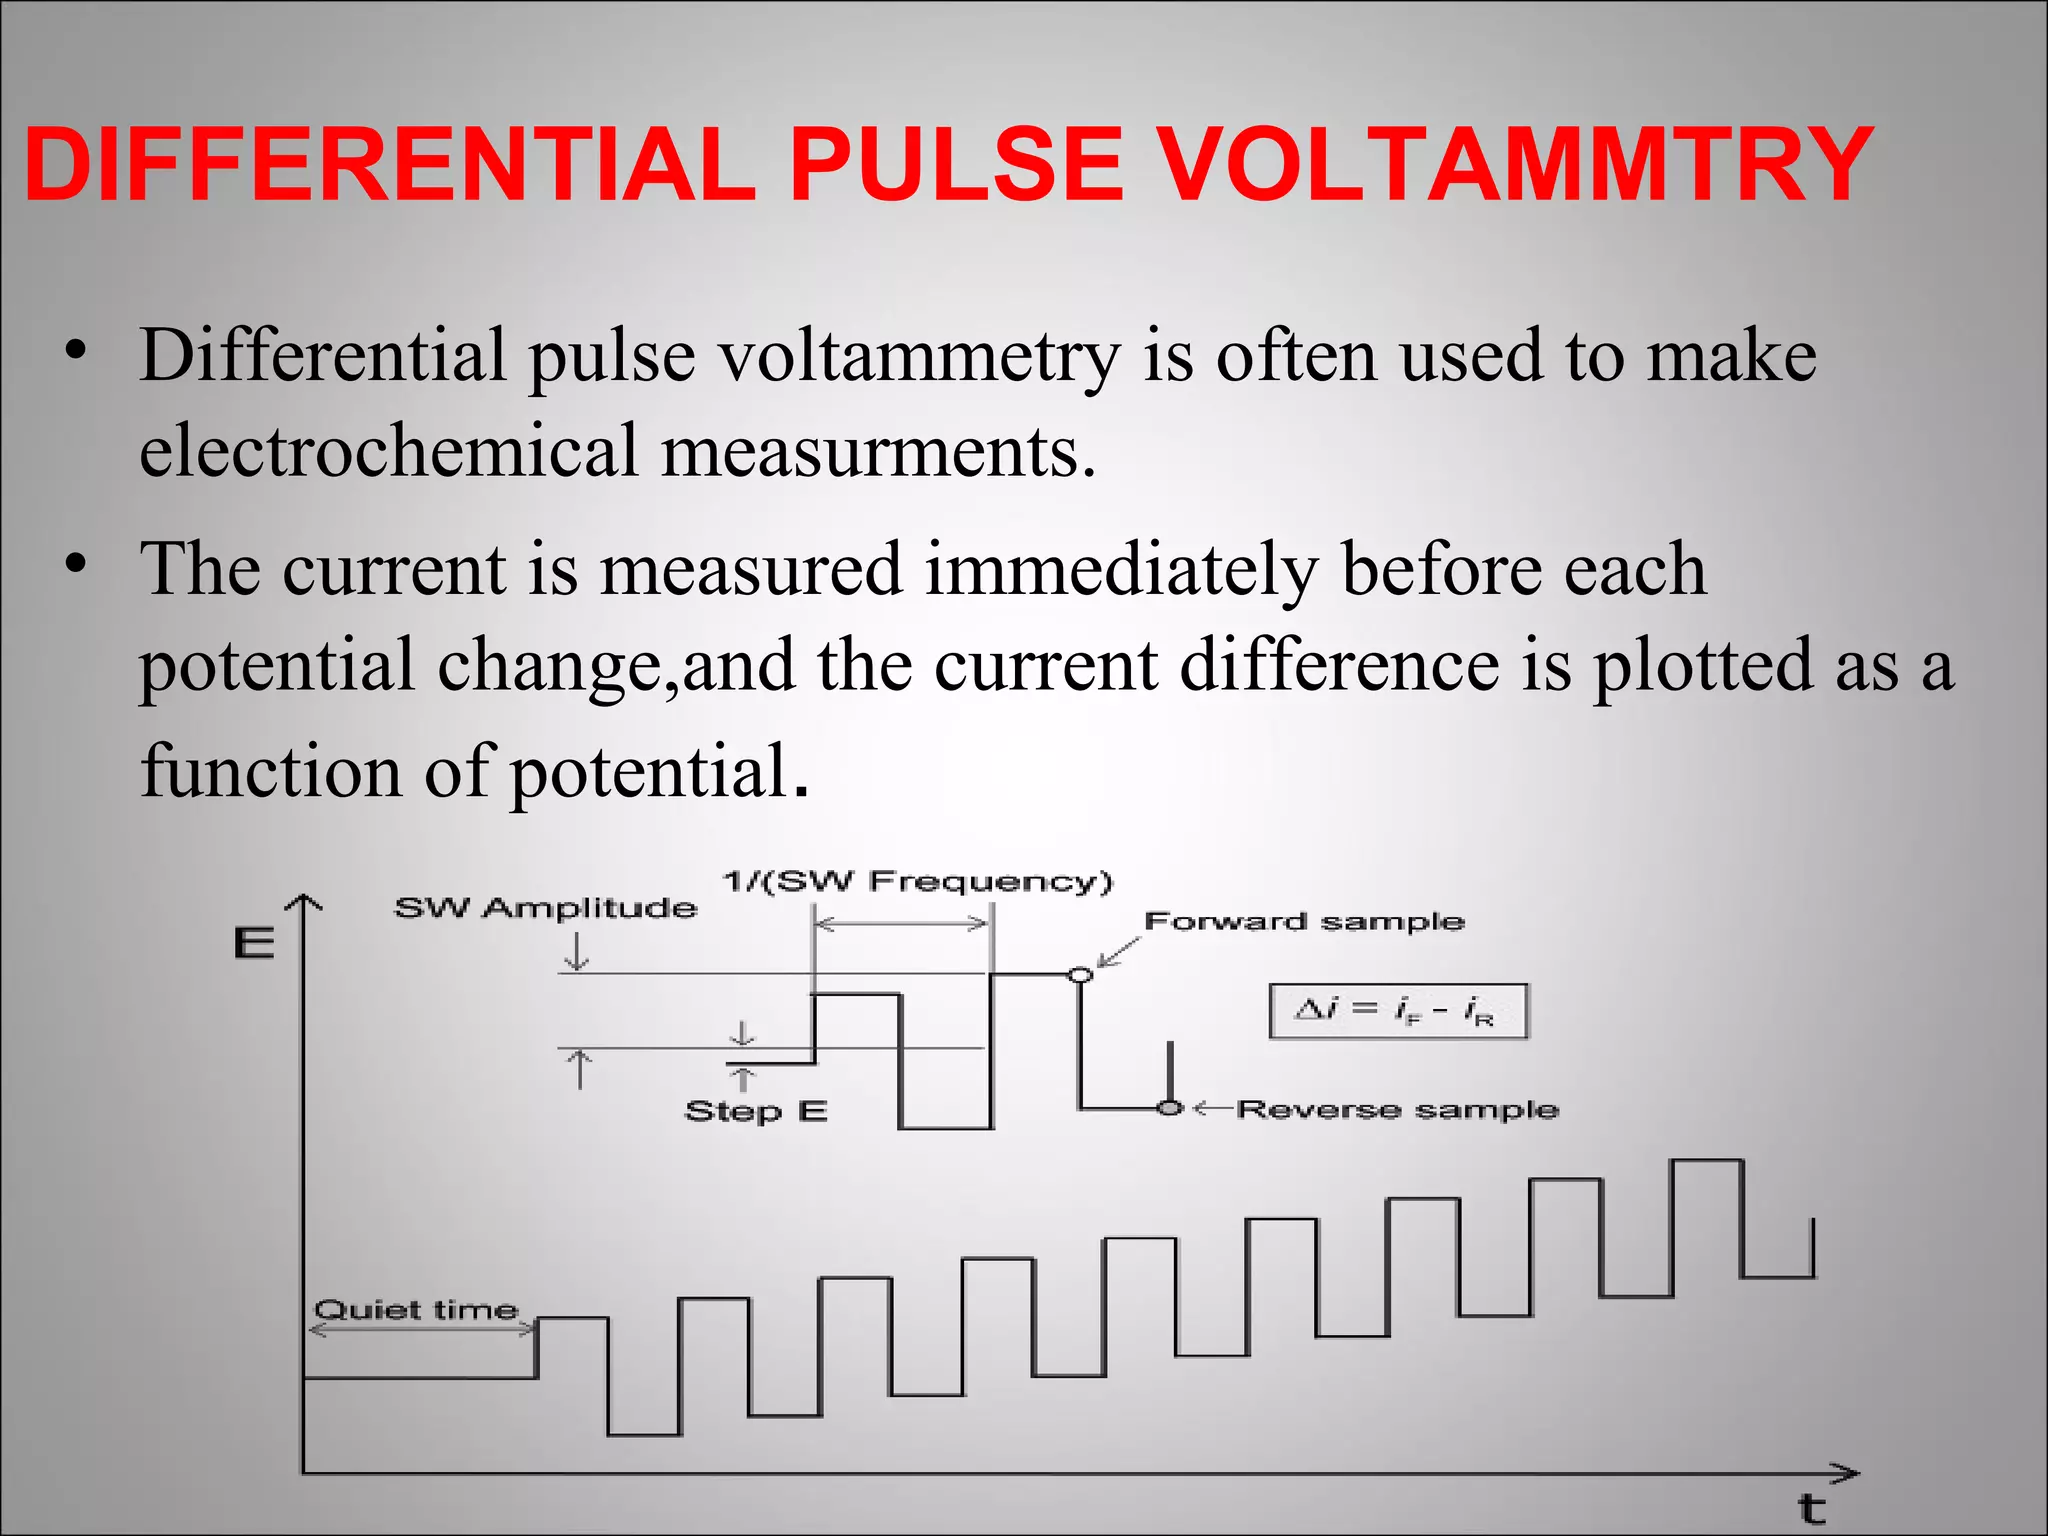 DIFFERENTIAL PULSE VOLTAMMTRY
• Differential pulse voltammetry is often used to make
electrochemical measurments.
• The current is measured immediately before each
potential change,and the current difference is plotted as a
function of potential.
1/(SW Frequency)
SW Amplitude
Forward sample
E
Δi = iF - iR
Step E
Reverse sample
Quiet time
t